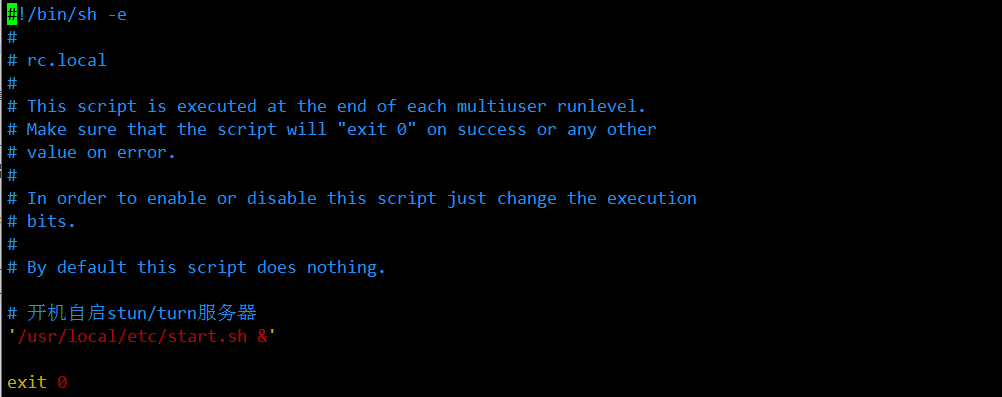 #!/bin/sh -e
#
# rc.local
#
# This script is executed at the end of each multiuser runlevel.
# Make sure that the script will "exit 0" on success or any other
# value on error.
#
# In order to enable or disable this script just change the execution
# bits.
#
# By default this script does nothing.
# 开机自启stun/turn服务器
'/usr/local/etc/start.sh &'
exit 0